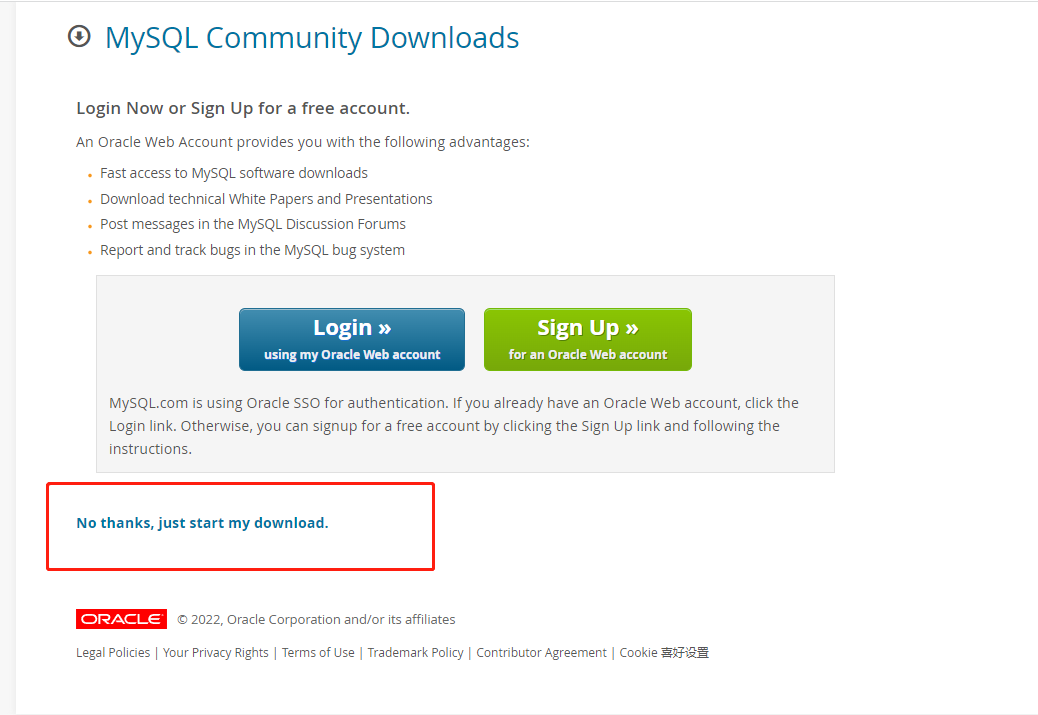 MySQL Community Downloads
Login Now or Sign Up for a free account.
An Oracle Web Account provides you with the following advantages:
Fast access to MySQL software downloads
Download technical White Papers and Presentations
Post messages in the MySQL Discussion Forums
Report and track bugs in the MySQL bug system
Login »
using my Oracle Web account
Sign Up »
for an Oracle Web account
MySQL.com is using Oracle SSO for authentication. If you already have an Oracle Web account, click the
Login link. Otherwise, you can signup for a free account by clicking the Sign Up link and following the
instructions.
No thanks, just start my download.
ORACLE © 2022, Oracle Corporation and/or its affiliates
Legal Policies | Your Privacy Rights | Terms of Use | Trademark Policy | Contributor Agreement | Cookie 喜好设置